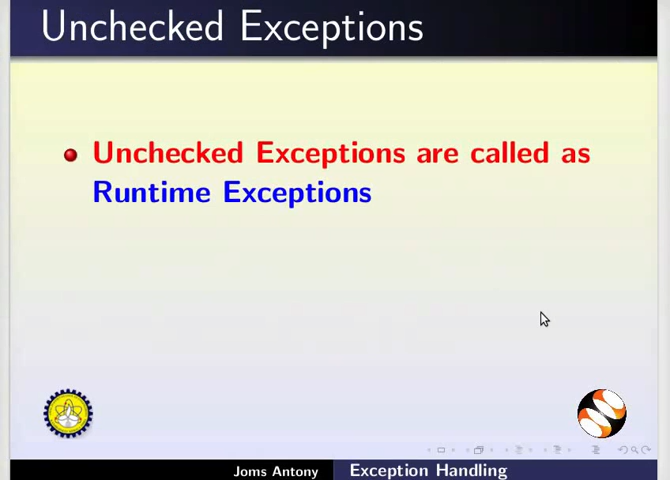 Unchecked Exceptions
Unchecked Exceptions are called as
Runtime Exceptions
Joms Antony
Exception Handling